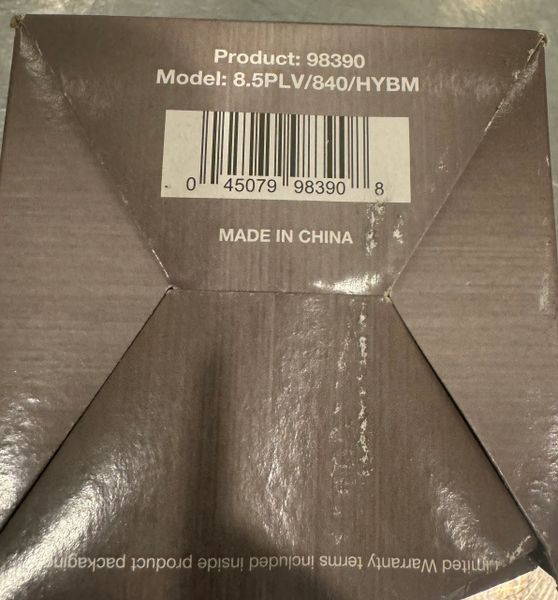 Product: 98390
Model: 8.5PLV/840/HYBM
0 45079 98390 8
MADE IN CHINA
Limited Warranty terms included inside product packaging